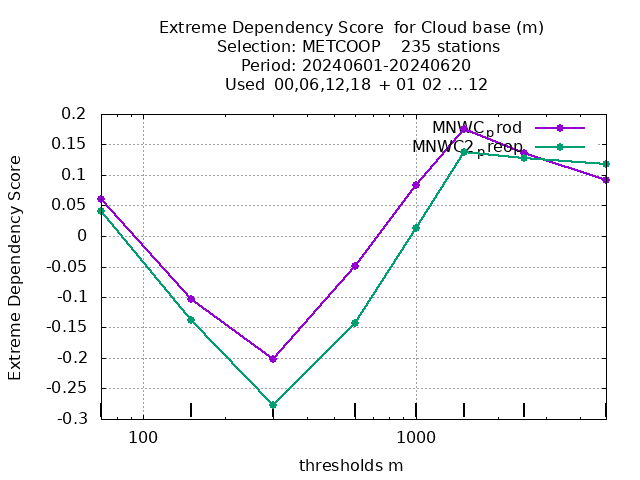 Extreme Dependency Score  for Cloud base (m)
Selection: METCOOP    235 stations
Period: 20240601-20240620
Used  00,06,12,18 + 01 02 ... 12
MNWC_prod
MNWC2_preop
0.2
0.15
0.1
0.05
0
-0.05
-0.1
-0.15
-0.2
-0.25
-0.3
Extreme Dependency Score
100
1000
thresholds m